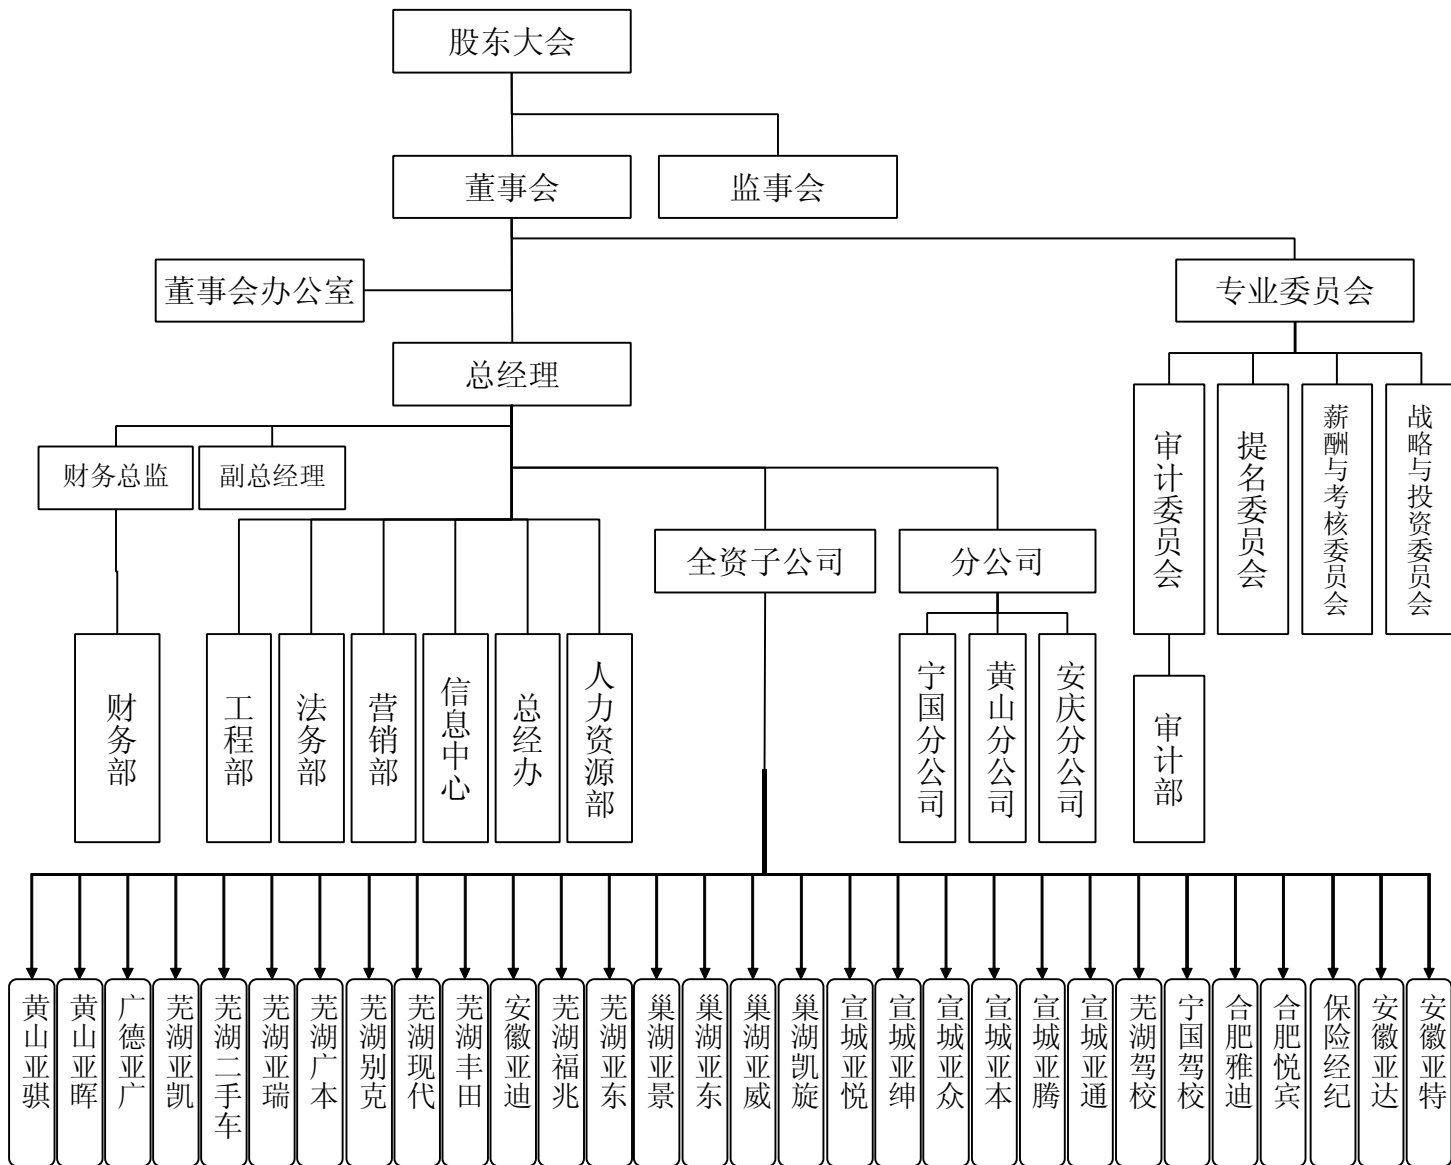 股东大会
董事会
监事会
董事会办公室
专业委员会
总经理
财务总监
副总经理
审计委员会
提名委员会
薪酬与考核委员会
战略与投资委员会
全资子公司
分公司
财务部
工程部
法务部
营销部
信息中心
总经办
人力资源部
宁国分公司
黄山分公司
安庆分公司
审计部
黄山亚骐
黄山亚晖
广德亚广
芜湖亚凯
芜湖二手车
芜湖亚瑞
芜湖广本
芜湖别克
芜湖现代
芜湖丰田
安徽亚迪
芜湖福兆
芜湖亚东
巢湖亚景
巢湖亚东
巢湖亚威
巢湖凯旋
宣城亚悦
宣城亚绅
宣城亚众
宣城亚本
宣城亚腾
宣城亚通
芜湖驾校
宁国驾校
合肥雅迪
合肥悦宾
保险经纪
安徽亚达
安徽亚特